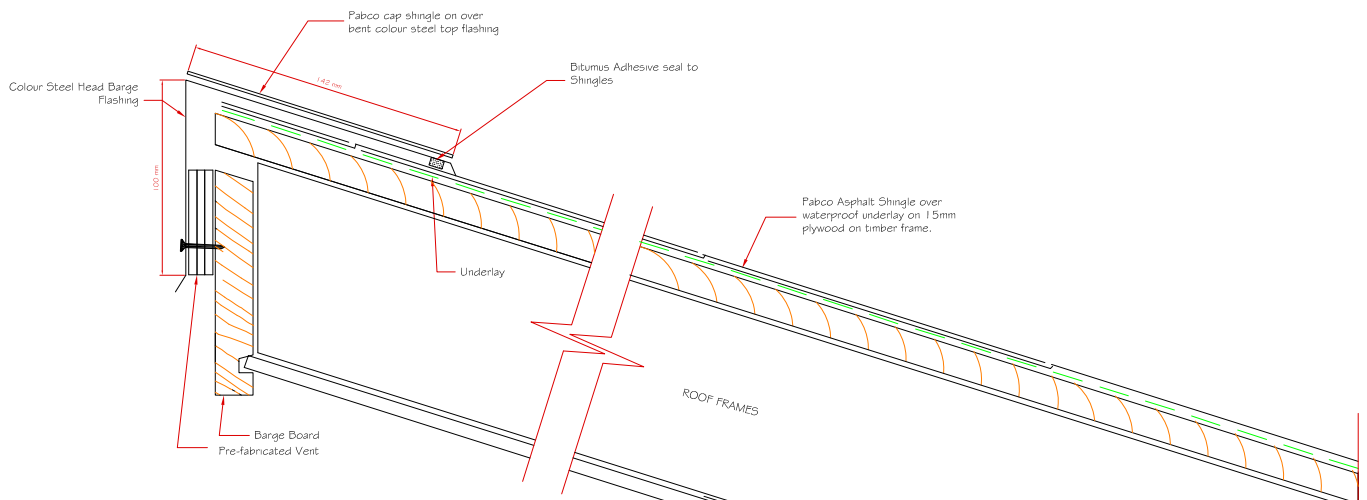 Pabco cap shingle on over
bent colour steel top flashing
Bitumus Adhesive seal to
Shingles
142 mm
Colour Steel Head Barge
Flashing
100 mm
Pabco Asphalt Shingle over
waterproof underlay on 15mm
plywood on timber frame.
Underlay
ROOF FRAMES
Barge Board
Pre-fabricated Vent